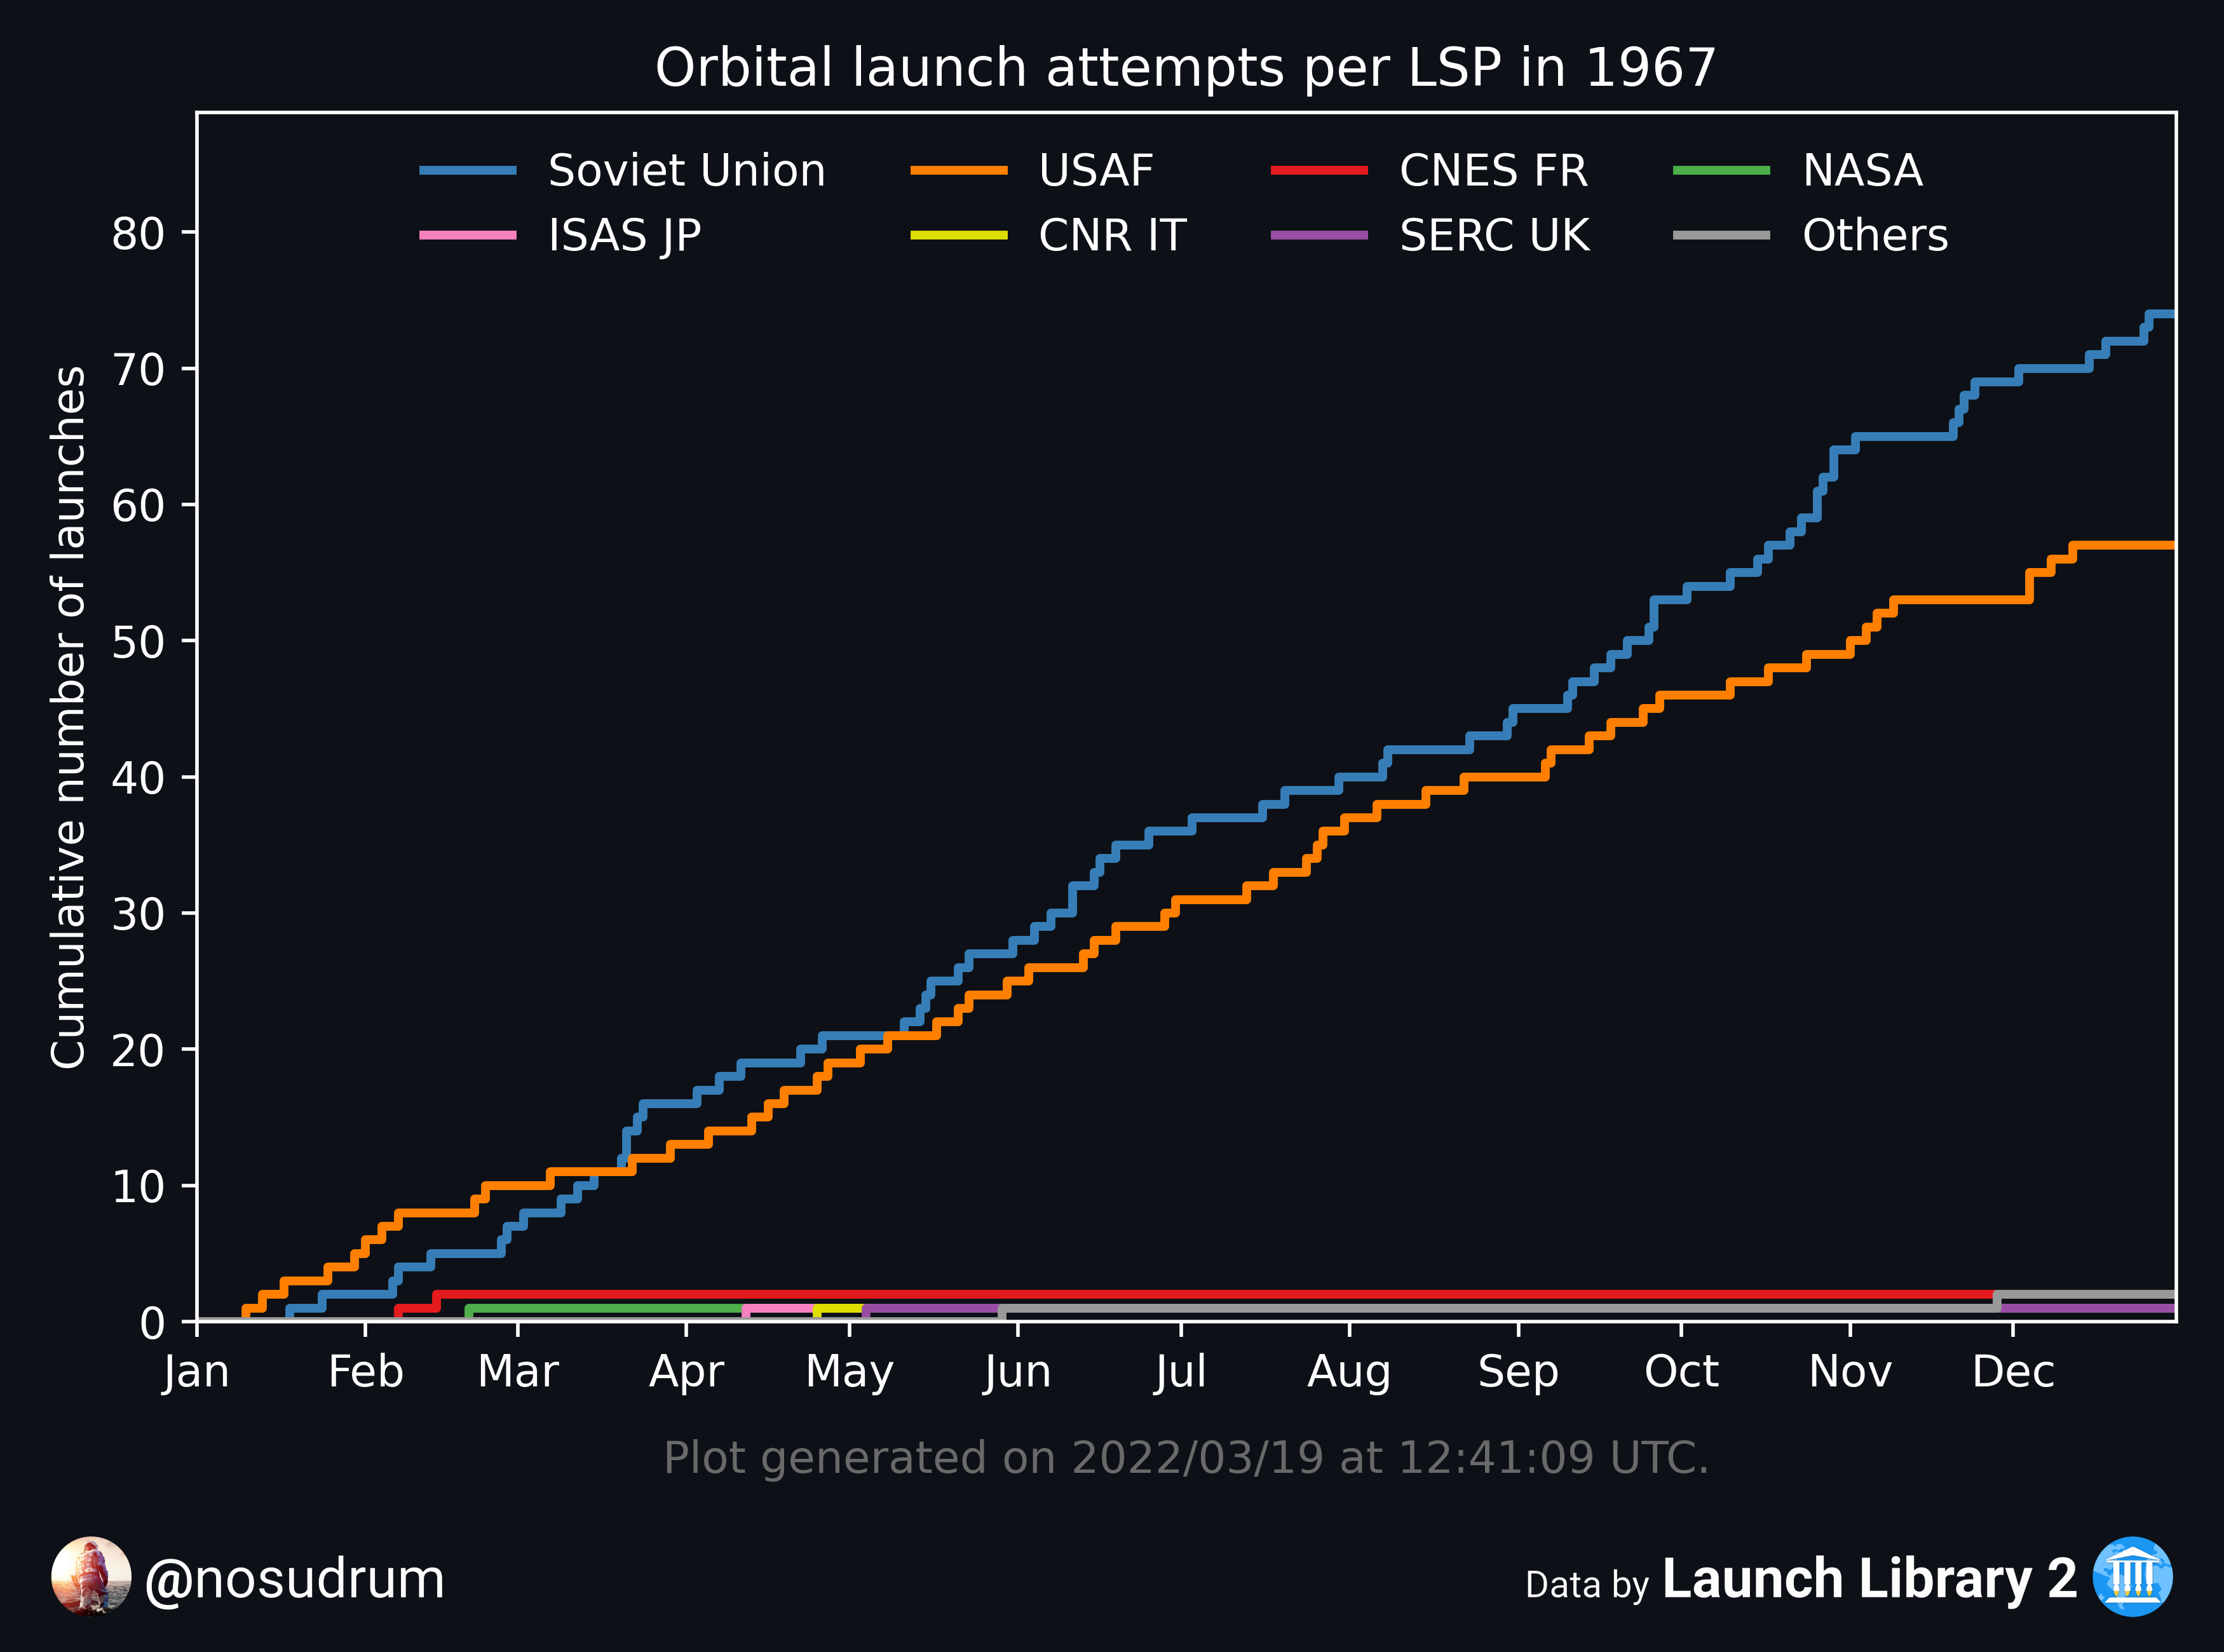 Orbital launch attempts per LSP in 1967
Soviet Union USAF CNES FR NASA
ISAS JP CNR IT SERC UK Others
Cumulative number of launches
80
70
60
50
40
30
20
10
0
Jan Feb Mar Apr May Jun Jul Aug Sep Oct Nov Dec
Plot generated on 2022/03/19 at 12:41:09 UTC.
@nosudrum
Data by Launch Library 2